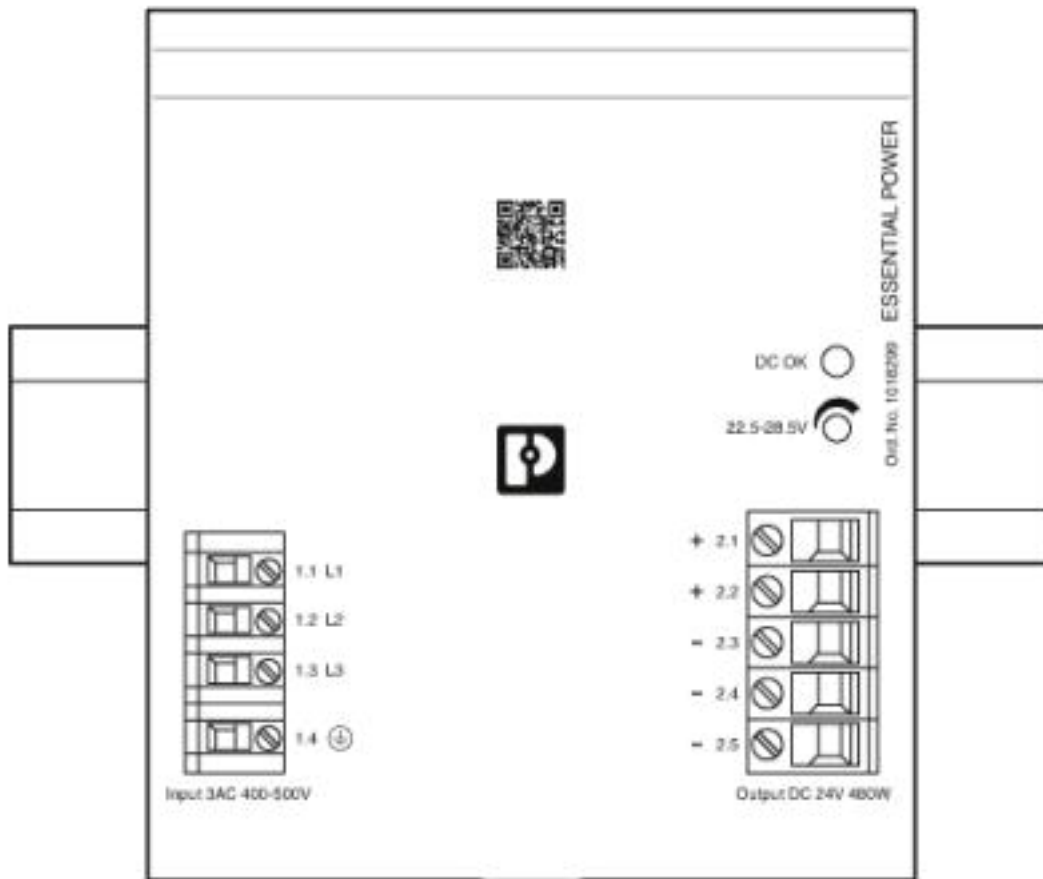 ESSENTIAL POWER
Ord.No. 1018299
DC OK
22.5-28.5V
1.1 L1
1.2 L2
1.3 L3
1.4
Input 3AC 400-500V
+ 2.1
+ 2.2
- 2.3
- 2.4
- 2.5
Output DC 24V 480W